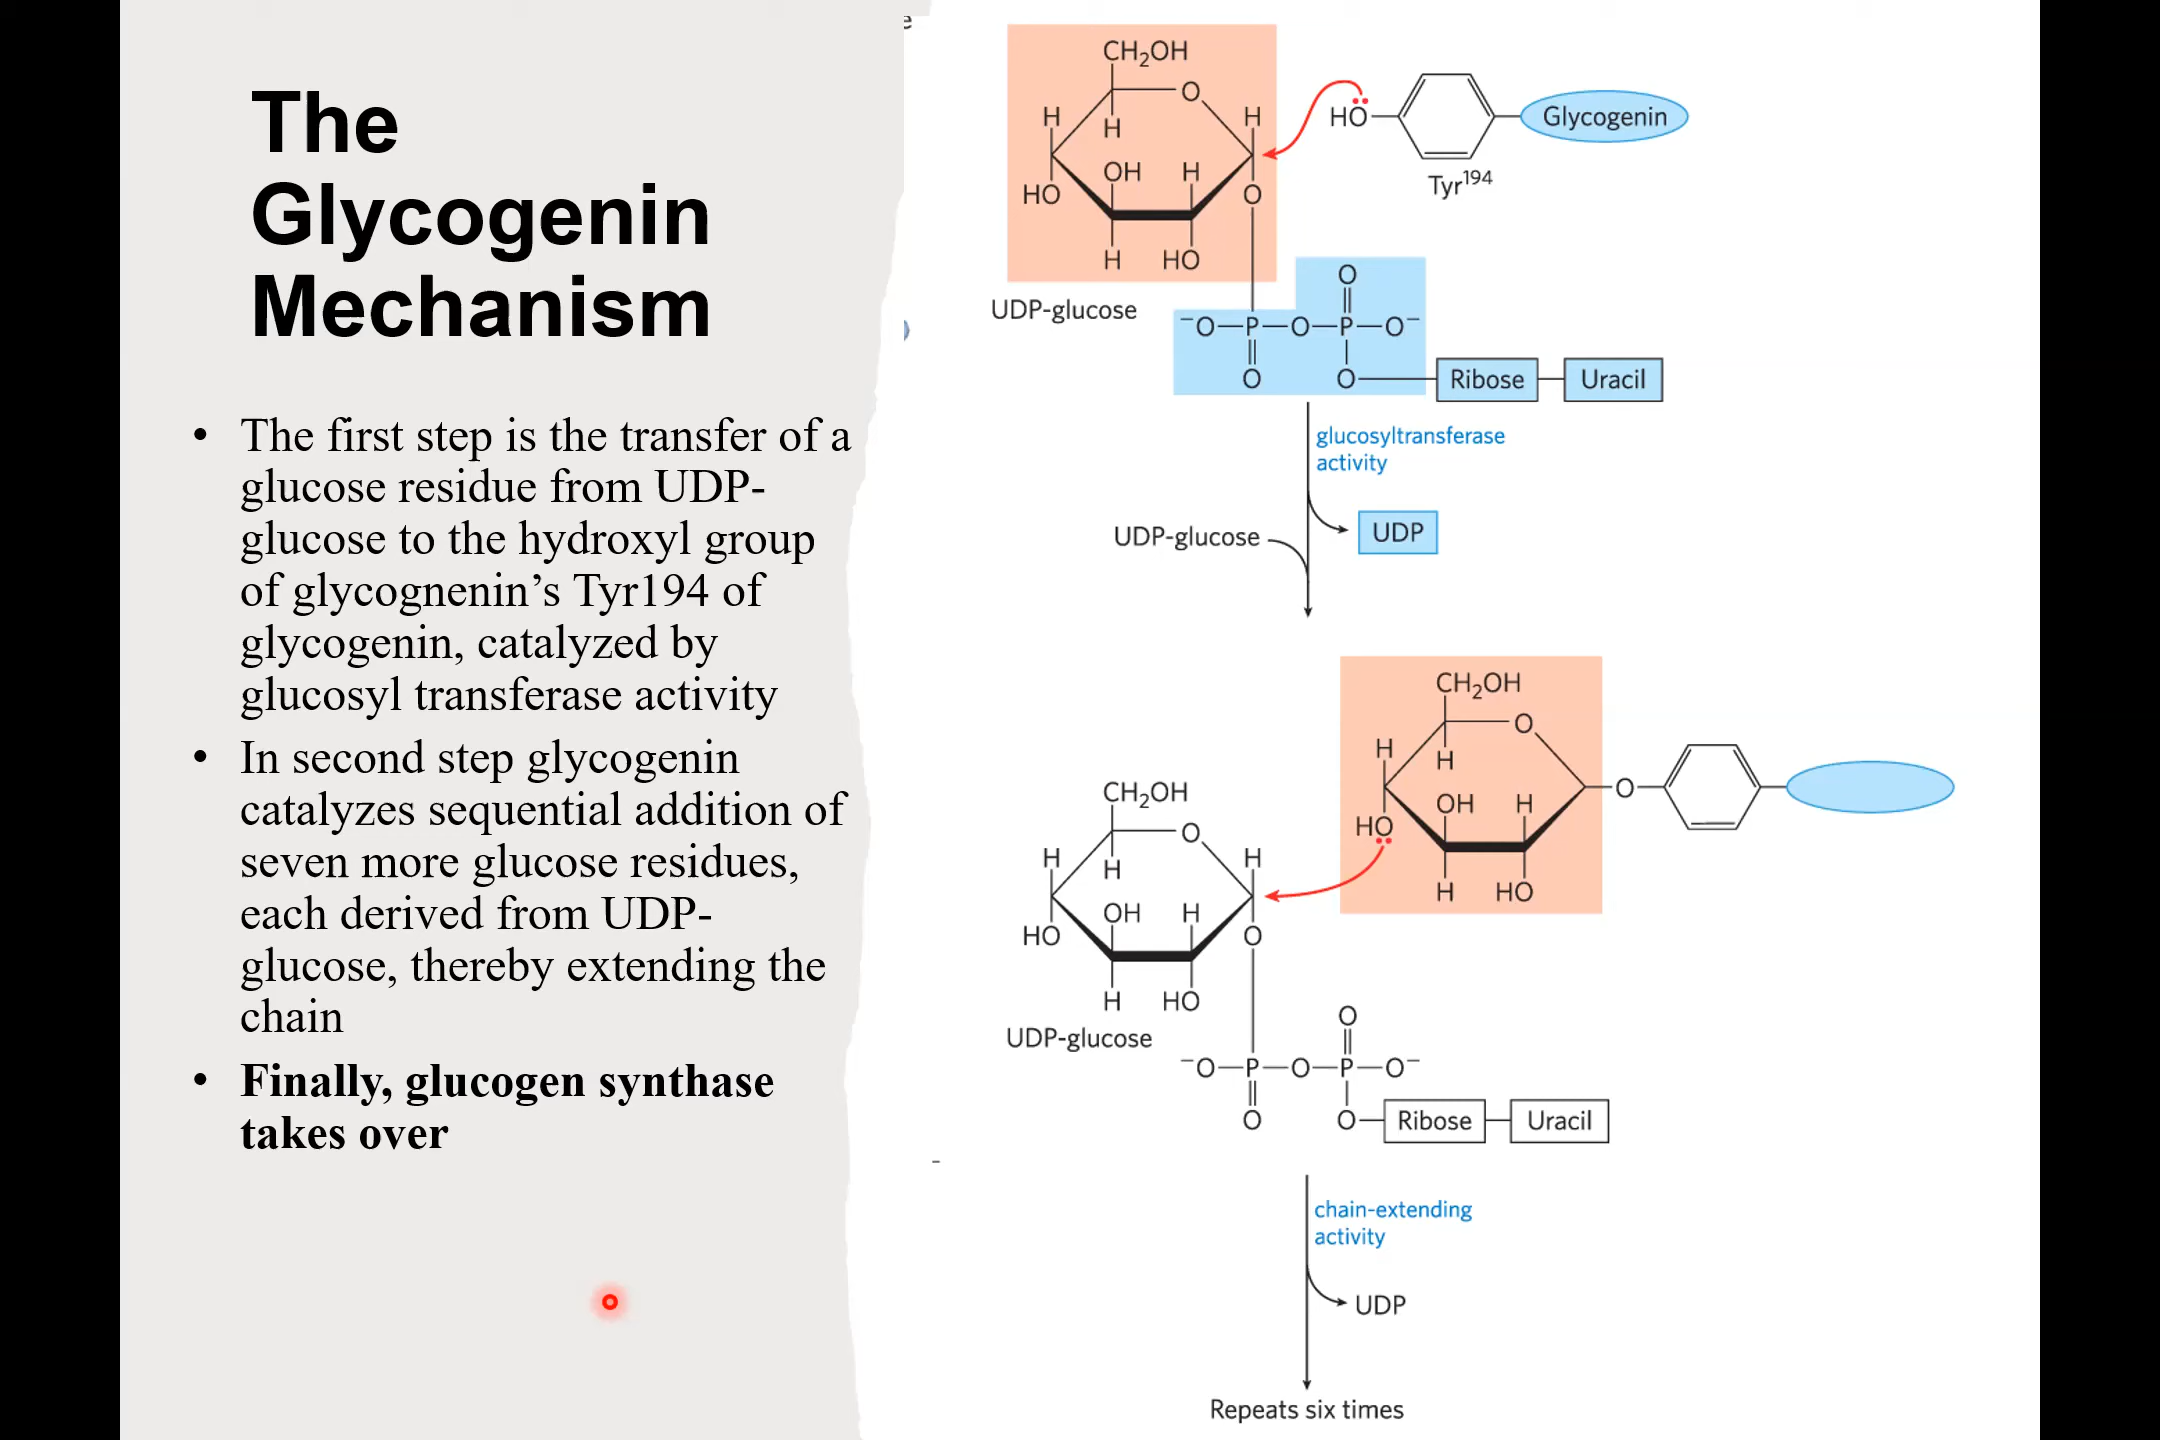 The
Glycogenin
Mechanism
• The first step is the transfer of a
glucose residue from UDP-
glucose to the hydroxyl group
of glycognenin’s Tyr194 of
glycogenin, catalyzed by
glucosyl transferase activity
• In second step glycogenin
catalyzes sequential addition of
seven more glucose residues,
each derived from UDP-
glucose, thereby extending the
chain
• Finally, glucogen synthase
takes over
e
CH₂OH
O
H
H
H
HO
OH
H
O
H
HO
HO
Glycogenin
Tyr¹⁹⁴
UDP-glucose
O
⁻O—P—O—P—O⁻
O
O
Ribose
Uracil
glucosyltransferase
activity
UDP-glucose
UDP
CH₂OH
O
H
H
O
HO
OH
H
H
HO
CH₂OH
O
H
H
H
HO
OH
H
O
H
HO
UDP-glucose
O
⁻O—P—O—P—O⁻
O
O
Ribose
Uracil
chain-extending
activity
UDP
Repeats six times